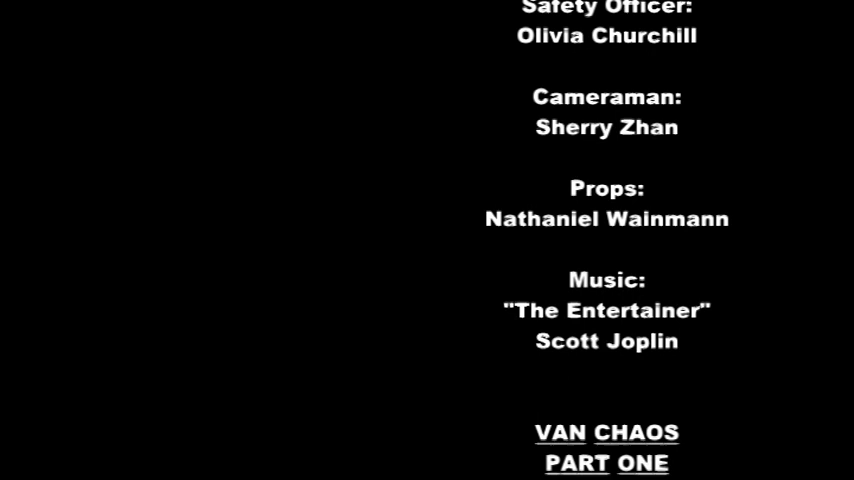 Safety Officer:
Olivia Churchill
Cameraman:
Sherry Zhan
Props:
Nathaniel Wainmann
Music:
"The Entertainer"
Scott Joplin
VAN CHAOS
PART ONE